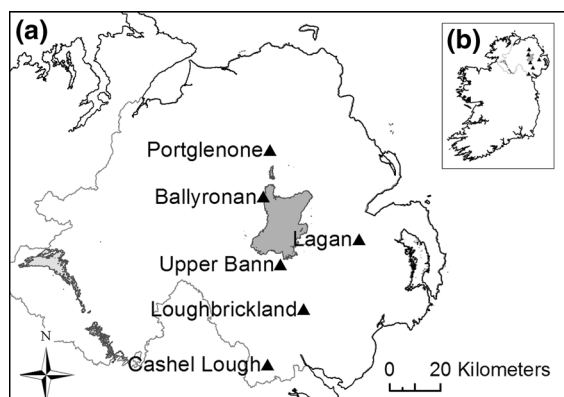 (a)
(b)
Portglenone
Ballyronan
Lagan
Upper Bann
Loughbrickland
N
Cashel Lough
0 20 Kilometers